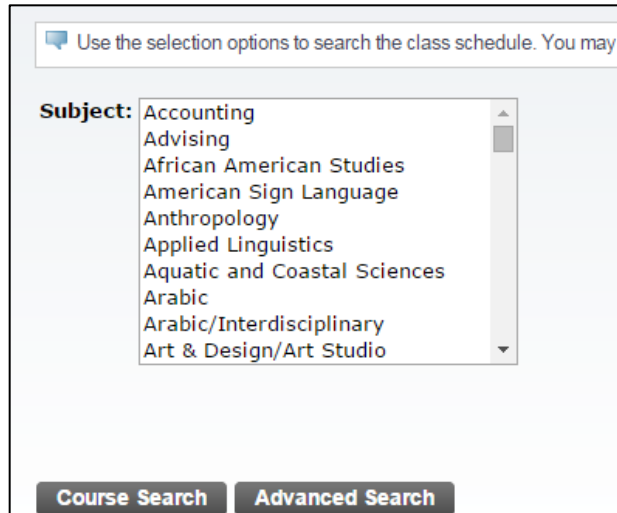 Use the selection options to search the class schedule. You may
Subject: Accounting
Advising
African American Studies
American Sign Language
Anthropology
Applied Linguistics
Aquatic and Coastal Sciences
Arabic
Arabic/Interdisciplinary
Art & Design/Art Studio
Course Search Advanced Search